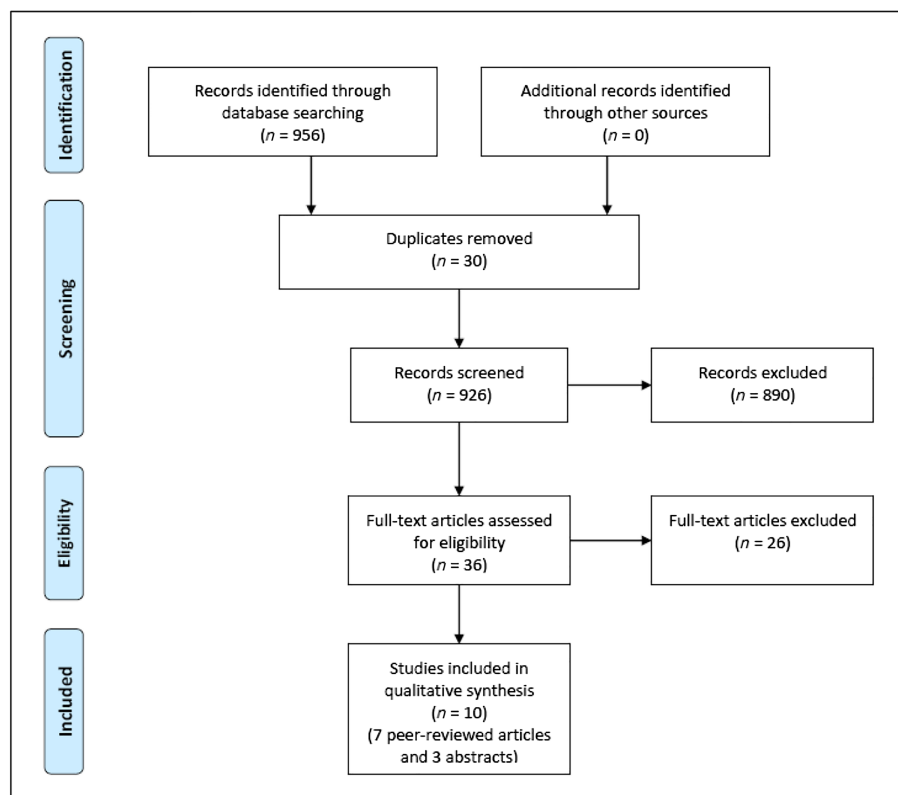 Identification
Records identified through
database searching
(n = 956)
Additional records identified
through other sources
(n = 0)
Screening
Duplicates removed
(n = 30)
Records screened
(n = 926)
Records excluded
(n = 890)
Eligibility
Full-text articles assessed
for eligibility
(n = 36)
Full-text articles excluded
(n = 26)
Included
Studies included in
qualitative synthesis
(n = 10)
(7 peer-reviewed articles
and 3 abstracts)